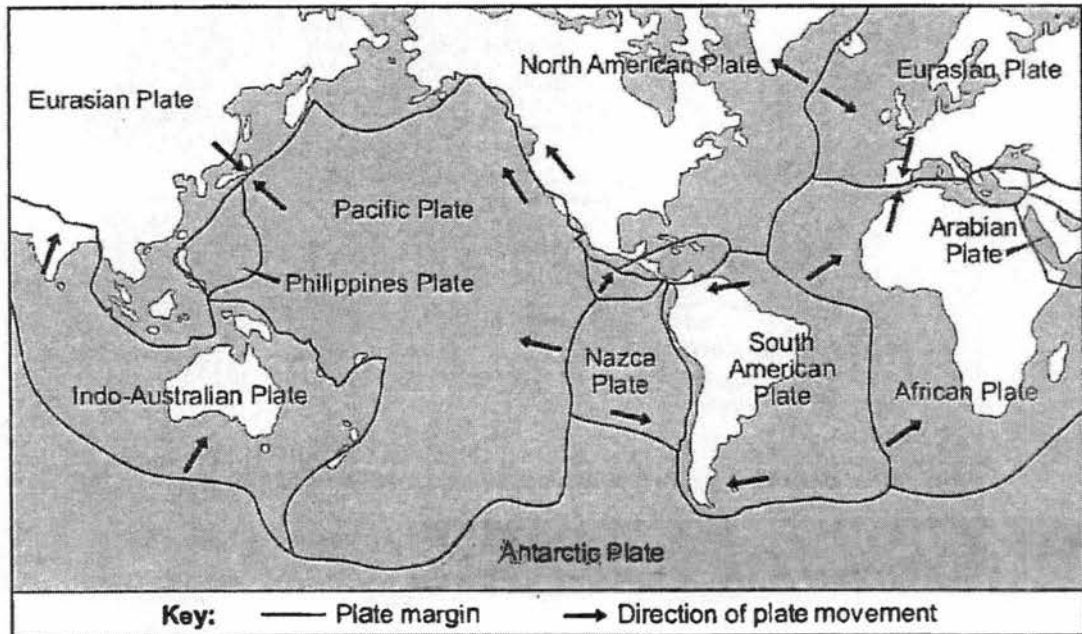 North American Plate
Eurasian Plate
Eurasian Plate
Pacific Plate
Arabian
Plate
Philippines Plate
Nazca
Plate
South
American
Plate
Indo-Australian Plate
African Plate
Antarctic Plate
Key:
Plate margin
Direction of plate movement